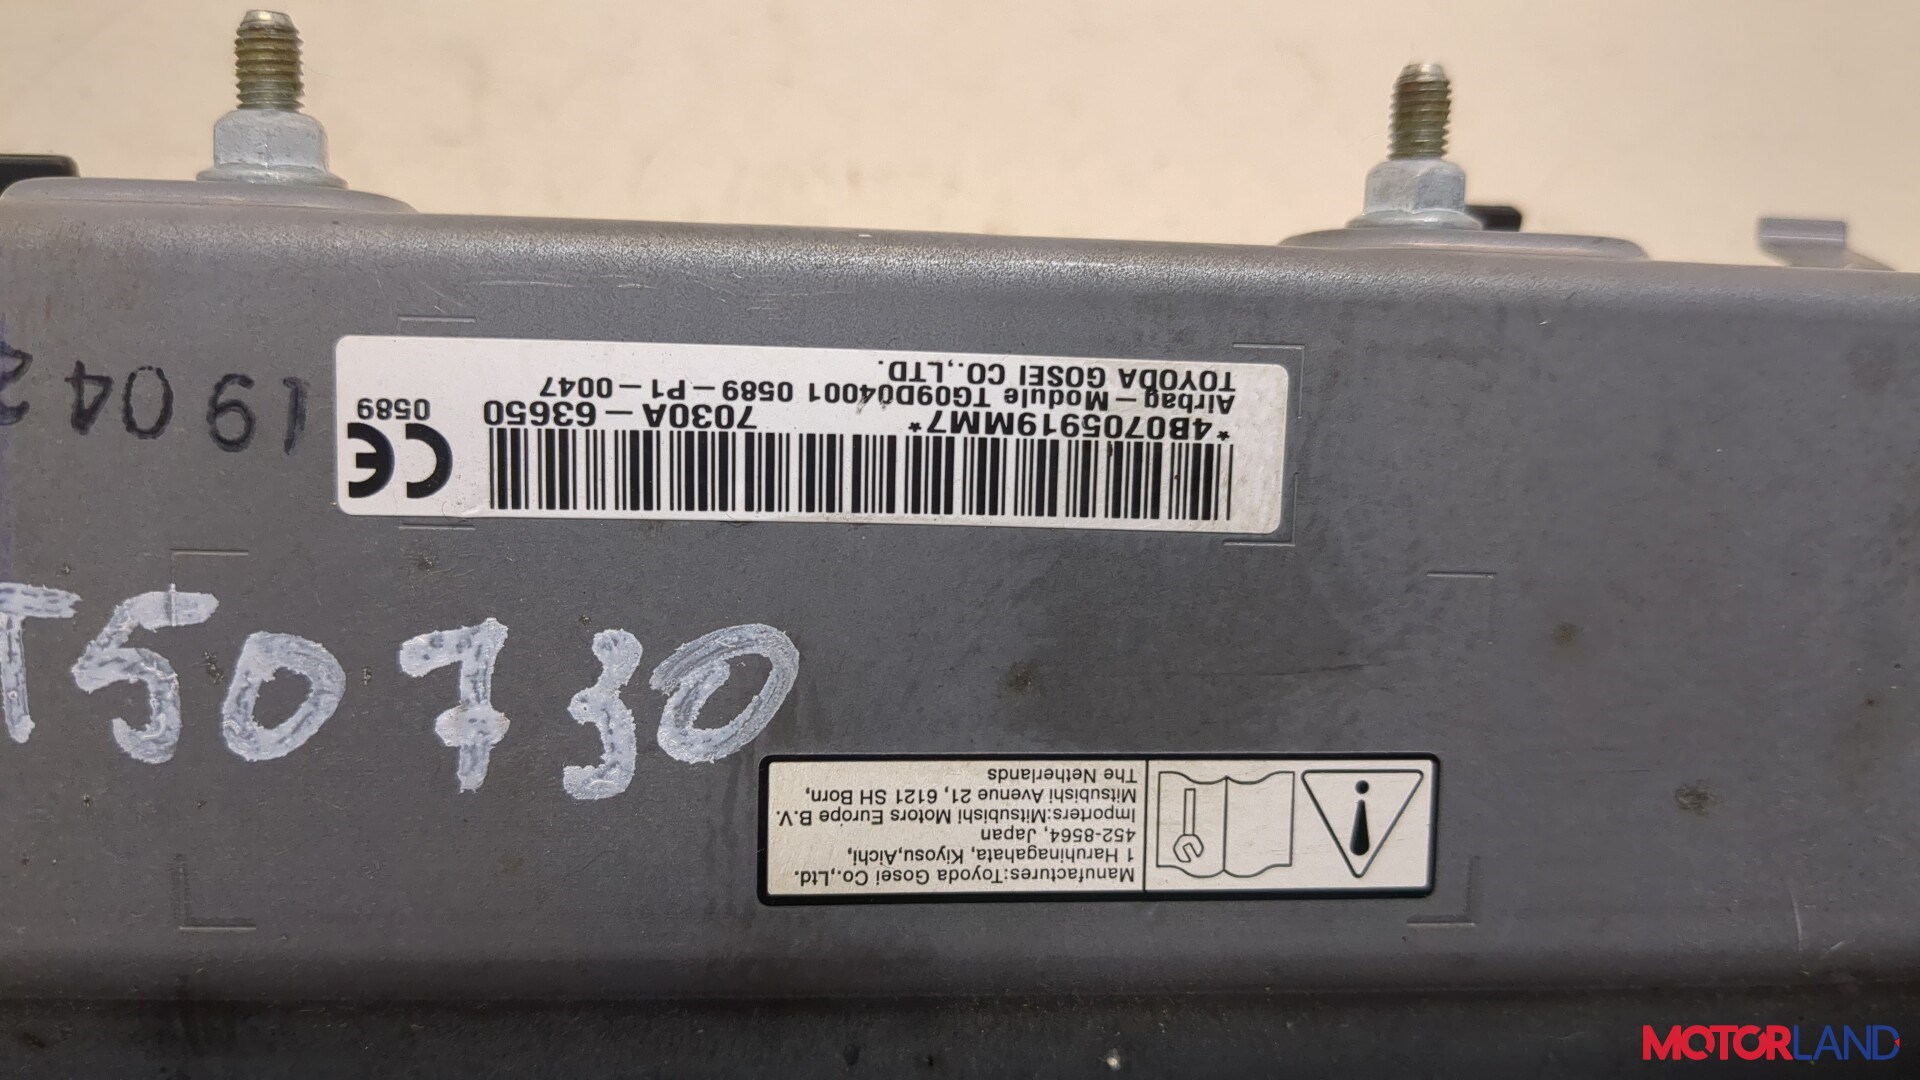 *4B0705919MM7* 7030A-63650
Airbag-Module TG09D04001 0589-P1-0047
TOYODA GOSEI CO.,LTD.
CE
0589
1904
T50730
Manufactures:Toyoda Gosei Co.,Ltd.
1 Haruhinagahata, Kiyosu,Aichi,
452-8564, Japan
Importers:Mitsubishi Motors Europe B.V.
Mitsubishi Avenue 21, 6121 SH Born,
The Netherlands
MOTORLAND